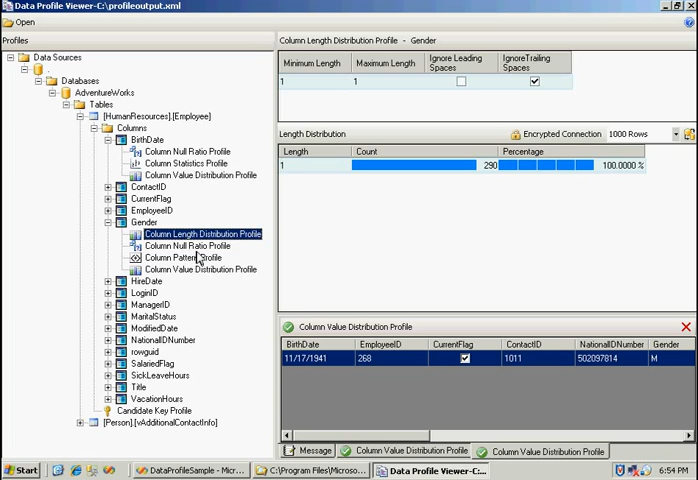 Data Profile Viewer-C:\profileoutput.xml
Open
Profiles
Data Sources
.
Databases
AdventureWorks
Tables
[HumanResources].[Employee]
Columns
BirthDate
Column Null Ratio Profile
Column Statistics Profile
Column Value Distribution Profile
ContactID
CurrentFlag
EmployeeID
Gender
Column Length Distribution Profile
Column Null Ratio Profile
Column Pattern Profile
Column Value Distribution Profile
HireDate
LoginID
ManagerID
MaritalStatus
ModifiedDate
NationalIDNumber
rowguid
SalariedFlag
SickLeaveHours
Title
VacationHours
Candidate Key Profile
[Person].[vAdditionalContactInfo]
Column Length Distribution Profile - Gender
Minimum Length Maximum Length Ignore Leading Spaces IgnoreTrailing Spaces
1 1
Length Distribution Encrypted Connection 1000 Rows
Length Count Percentage
1 290 100.0000 %
Column Value Distribution Profile
BirthDate EmployeeID CurrentFlag ContactID NationalIDNumber Gender
11/17/1941 268 1011 502097814 M
Message Column Value Distribution Profile Column Value Distribution Profile
Start DataProfileSample - Micr... C:\Program Files\Microso... Data Profile Viewer-C:... 6:54 PM